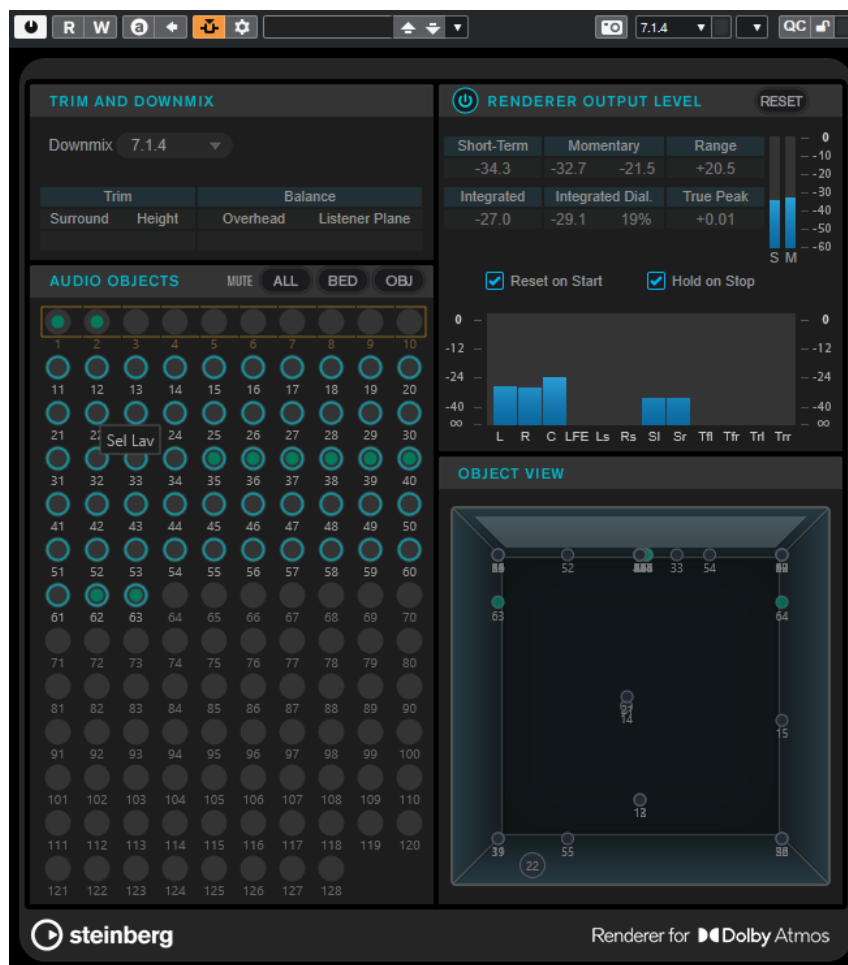 R W a QC
7.1.4
TRIM AND DOWNMIX
Downmix 7.1.4
Trim Balance
Surround Height Overhead Listener Plane
RENDERER OUTPUT LEVEL RESET
Short-Term Momentary Range
-34.3 -32.7 -21.5 +20.5
Integrated Integrated Dial. True Peak
-27.0 -29.1 19% +0.01
0
-10
-20
-30
-40
-50
-60
S M
Reset on Start Hold on Stop
0 0
-12 -12
-24 -24
-40 -40
∞ ∞
L R C LFE Ls Rs Sl Sr Tfl Tfr Trl Trr
AUDIO OBJECTS MUTE ALL BED OBJ
1 2 3 4 5 6 7 8 9 10
11 12 13 14 15 16 17 18 19 20
21 24 25 26 27 28 29 30
Sel Lav
31 32 33 34 35 36 37 38 39 40
41 42 43 44 45 46 47 48 49 50
51 52 53 54 55 56 57 58 59 60
61 62 63 64 65 66 67 68 69 70
71 72 73 74 75 76 77 78 79 80
81 82 83 84 85 86 87 88 89 90
91 92 93 94 95 96 97 98 99 100
101 102 103 104 105 106 107 108 109 110
111 112 113 114 115 116 117 118 119 120
121 122 123 124 125 126 127 128
OBJECT VIEW
52 33 54
63 64
14 15
55
22
steinberg
Renderer for Dolby Atmos